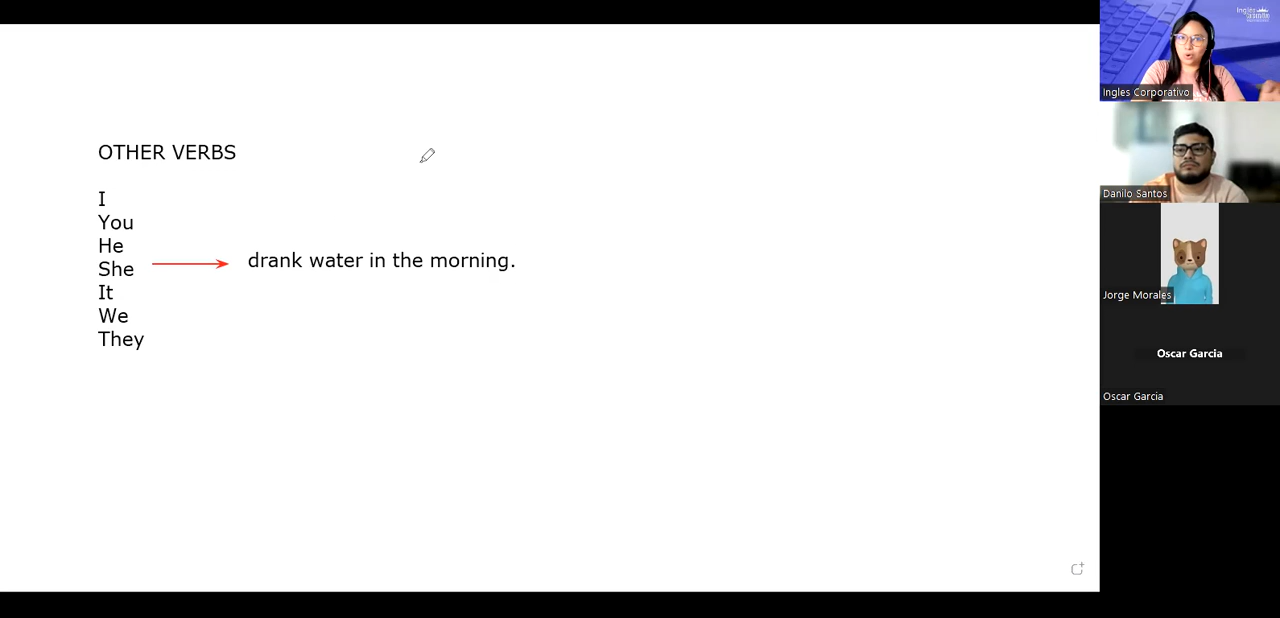 OTHER VERBS
I
You
He
She
It
We
They
drank water in the morning.
Ingles
Ingles Corporativo
Danilo Santos
Jorge Morales
Oscar Garcia
Oscar Garcia